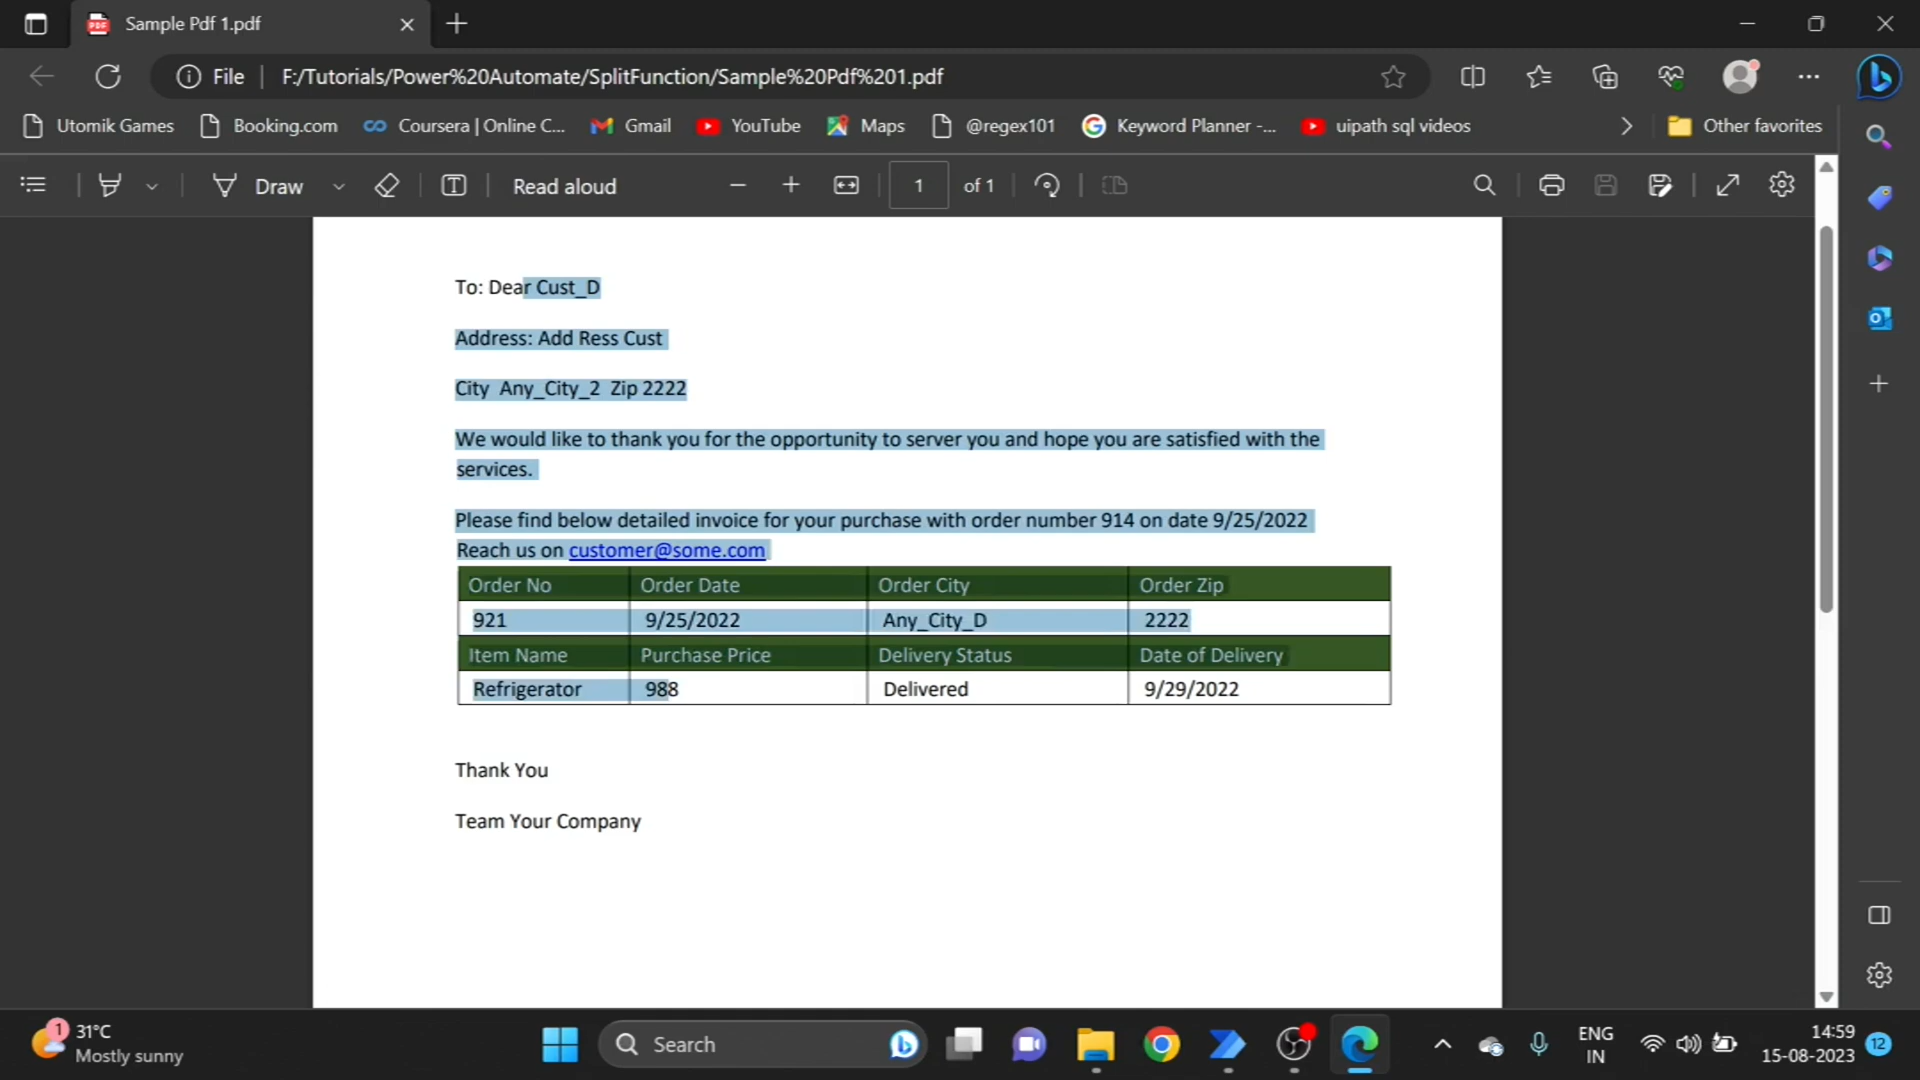 Sample Pdf 1.pdf
File F:/Tutorials/Power%20Automate/SplitFunction/Sample%20Pdf%201.pdf
Utomik Games Booking.com Coursera | Online C... Gmail YouTube Maps @regex101 Keyword Planner -... uipath sql videos Other favorites
Draw Read aloud 1 of 1
To: Dear Cust_D
Address: Add Ress Cust
City Any_City_2 Zip 2222
We would like to thank you for the opportunity to server you and hope you are satisfied with the
services.
Please find below detailed invoice for your purchase with order number 914 on date 9/25/2022
Reach us on customer@some.com
Order No Order Date Order City Order Zip
921 9/25/2022 Any_City_D 2222
Item Name Purchase Price Delivery Status Date of Delivery
Refrigerator 988 Delivered 9/29/2022
Thank You
Team Your Company
1 31°C
Mostly sunny
Search
ENG
IN
14:59
15-08-2023
12